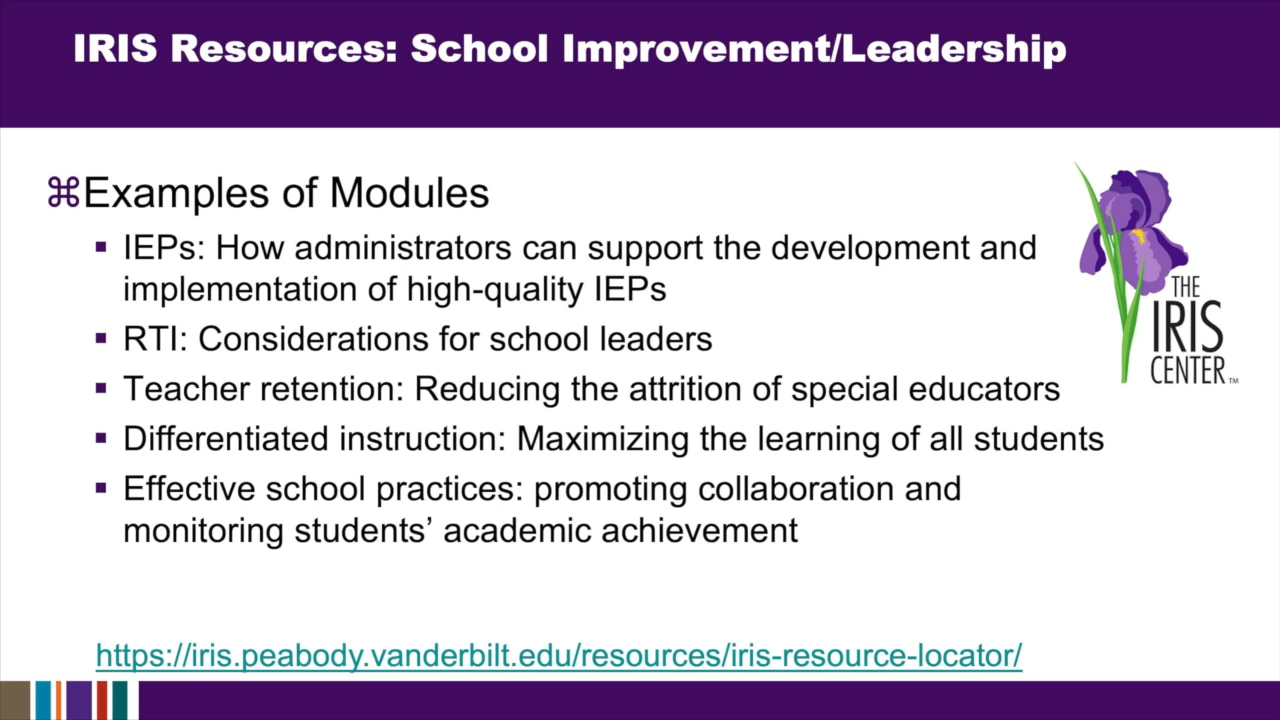 IRIS Resources: School Improvement/Leadership
⌘Examples of Modules
▪ IEPs: How administrators can support the development and
implementation of high-quality IEPs
▪ RTI: Considerations for school leaders
▪ Teacher retention: Reducing the attrition of special educators
▪ Differentiated instruction: Maximizing the learning of all students
▪ Effective school practices: promoting collaboration and
monitoring students’ academic achievement
THE
IRIS
CENTER™
https://iris.peabody.vanderbilt.edu/resources/iris-resource-locator/